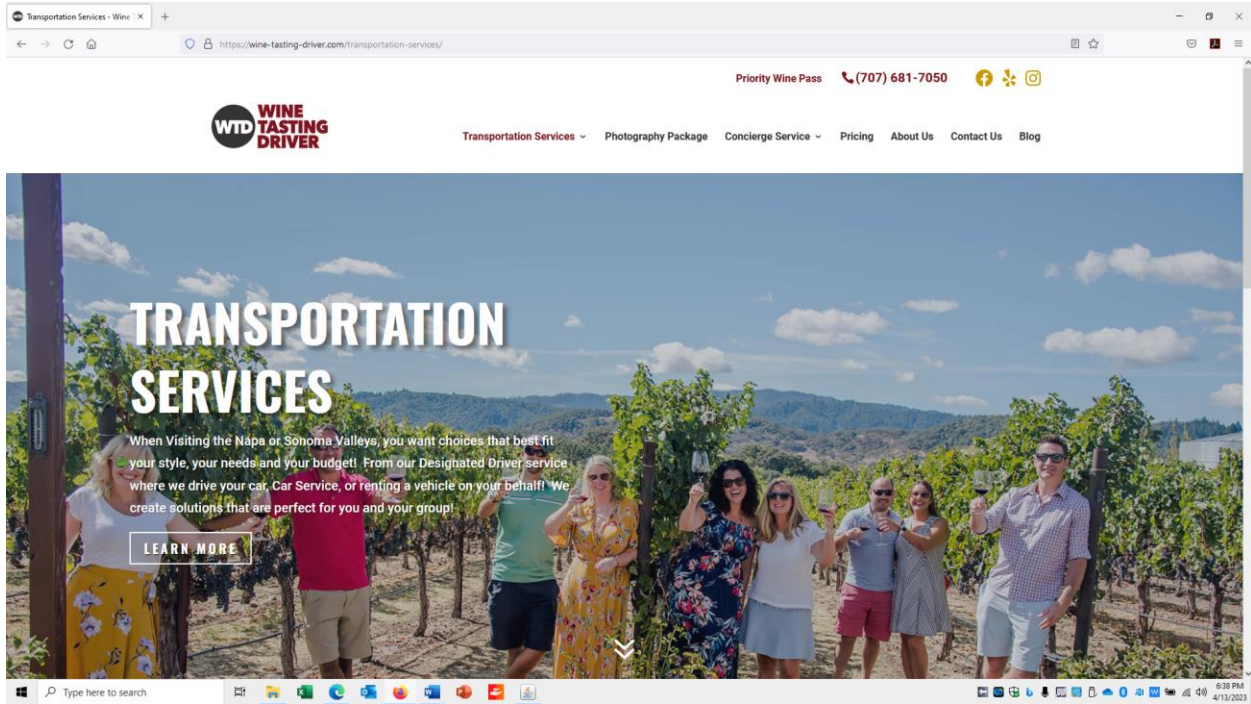 Transportation Services - Wine T
https://wine-tasting-driver.com/transportation-services/
Priority Wine Pass (707) 681-7050
WTD
WINE
TASTING
DRIVER
Transportation Services Photography Package Concierge Service Pricing About Us Contact Us Blog
TRANSPORTATION
SERVICES
When Visiting the Napa or Sonoma Valleys, you want choices that best fit
your style, your needs and your budget! From our Designated Driver service
where we drive your car, Car Service, or renting a vehicle on your behalf! We
create solutions that are perfect for you and your group!
LEARN MORE
Type here to search
6:38 PM
4/13/2023